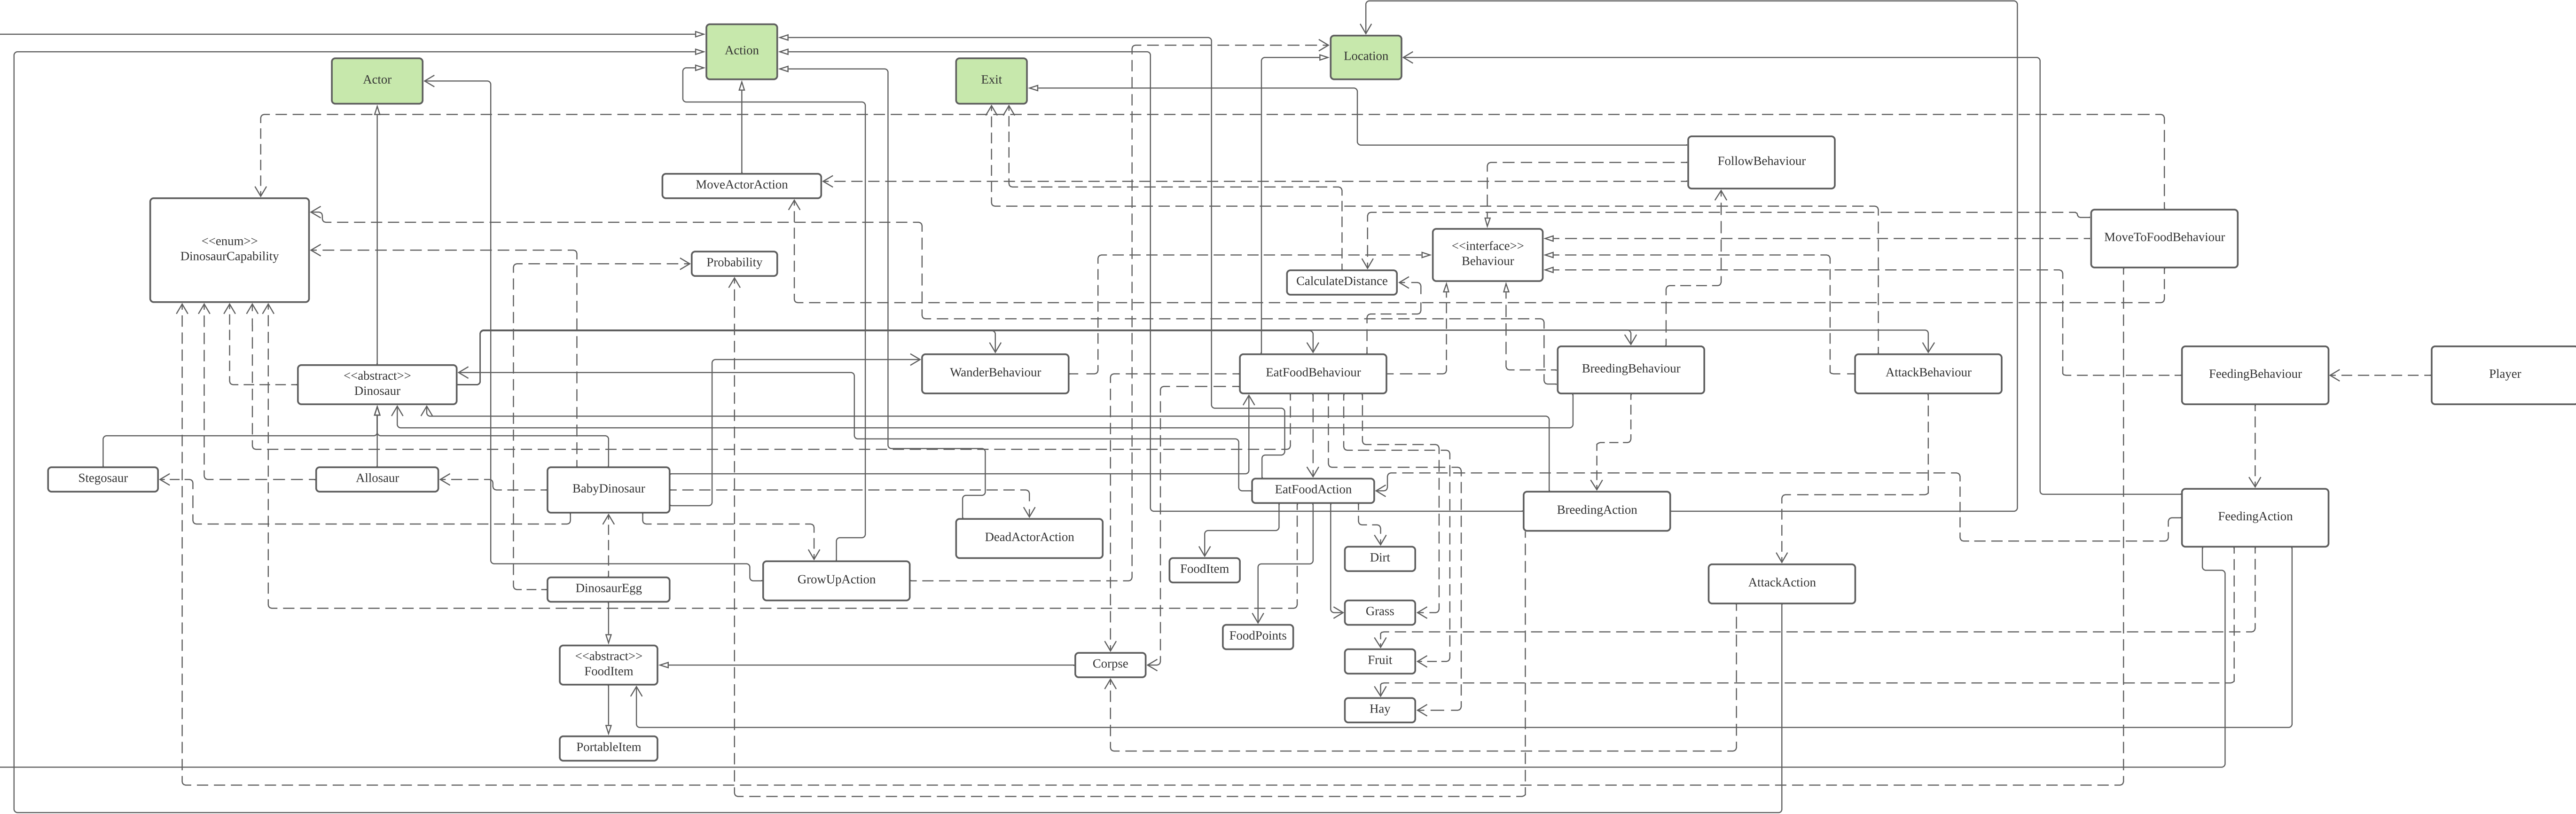 Action
Location
Actor
Exit
FollowBehaviour
MoveActorAction
<<enum>>
DinosaurCapability
Probability
CalculateDistance
<<interface>>
Behaviour
MoveToFoodBehaviour
<<abstract>>
Dinosaur
WanderBehaviour
EatFoodBehaviour
BreedingBehaviour
AttackBehaviour
FeedingBehaviour
Player
Stegosaur
Allosaur
BabyDinosaur
EatFoodAction
BreedingAction
FeedingAction
DeadActorAction
Dirt
FoodItem
GrowUpAction
AttackAction
DinosaurEgg
Grass
FoodPoints
<<abstract>>
FoodItem
Corpse
Fruit
Hay
PortableItem